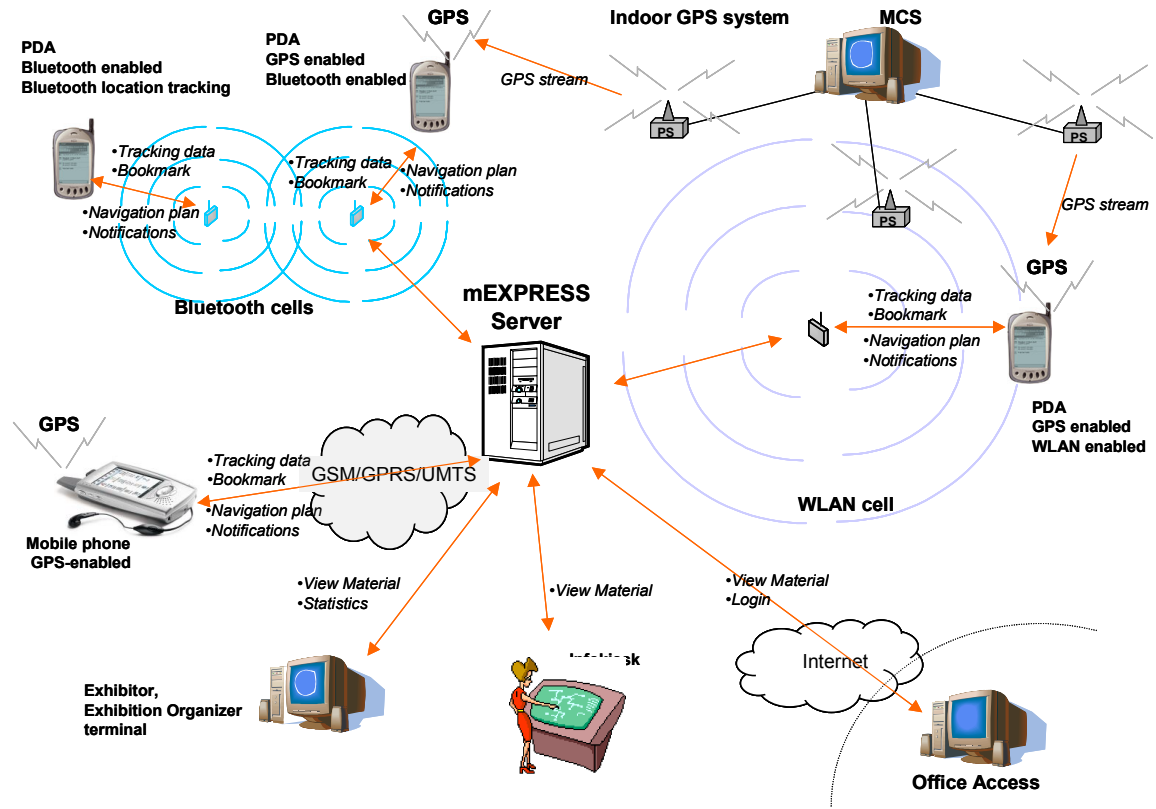 GPS
Indoor GPS system
MCS
PDA
Bluetooth enabled
Bluetooth location tracking
PDA
GPS enabled
Bluetooth enabled
GPS stream
PS
PS
PS
•Tracking data
•Bookmark
•Navigation plan
•Notifications
•Tracking data
•Bookmark
•Navigation plan
•Notifications
GPS stream
GPS
Bluetooth cells
mEXPRESS
Server
•Tracking data
•Bookmark
•Navigation plan
•Notifications
PDA
GPS enabled
WLAN enabled
WLAN cell
GPS
•Tracking data
•Bookmark
•Navigation plan
•Notifications
GSM/GPRS/UMTS
Mobile phone
GPS-enabled
•View Material
•Statistics
•View Material
•View Material
•Login
Internet
Infokiosk
Exhibitor,
Exhibition Organizer
terminal
Office Access